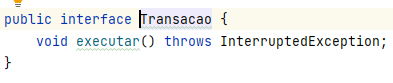 public interface Transacao {
    void executar() throws InterruptedException;
}